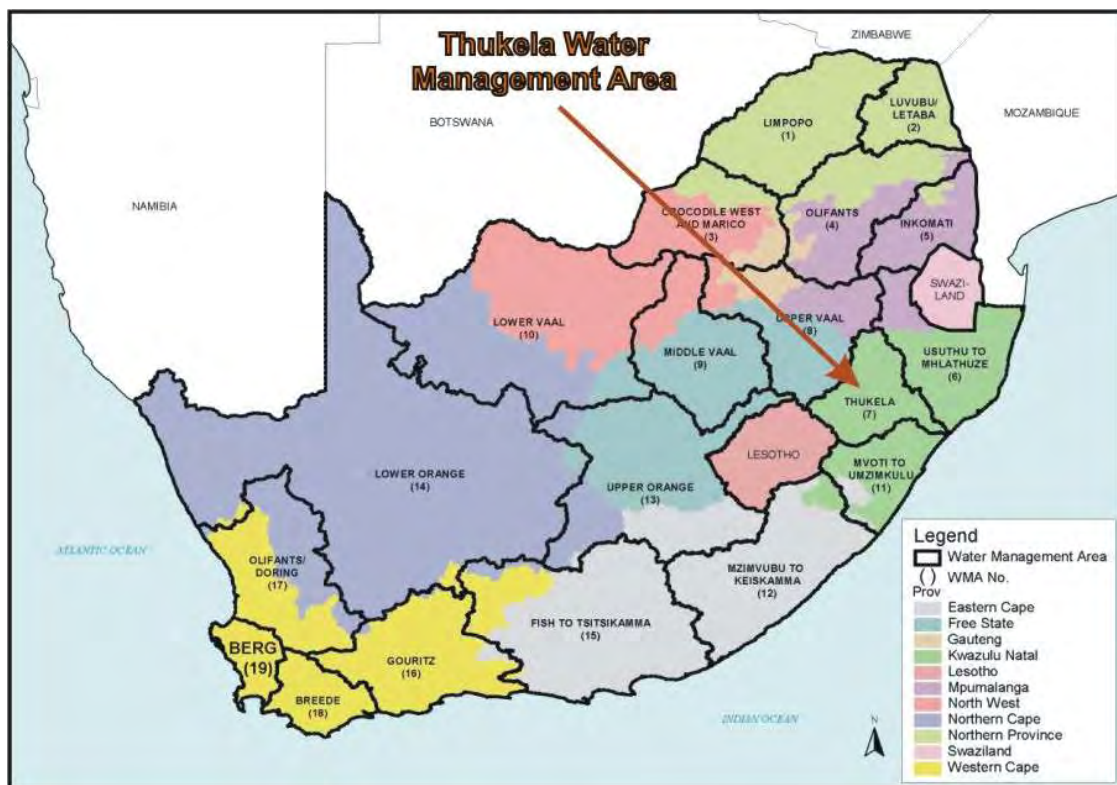 Thukela Water
Management Area
ZIMBABWE
BOTSWANA
MOZAMBIQUE
NAMIBIA
LIMPOPO
(1)
LUVUBU/
LETABA
(2)
CROCODILE WEST
AND MARICO
(3)
OLIFANTS
(4)
INKOMATI
(5)
SWAZI-
LAND
LOWER VAAL
(10)
MIDDLE VAAL
(9)
UPPER VAAL
(8)
USUTHU TO
MHLATHUZE
(6)
THUKELA
(7)
LESOTHO
MVOTI TO
UMZIMKULU
(11)
LOWER ORANGE
(14)
UPPER ORANGE
(13)
ATLANTIC OCEAN
OLIFANTS/
DORING
(17)
MZIMVUBU TO
KEISKAMMA
(12)
FISH TO TSITSIKAMMA
(15)
BERG
(19)
GOURITZ
(16)
BREEDE
(18)
INDIAN OCEAN
N
Legend
Water Management Area
( ) WMA No.
Prov
Eastern Cape
Free State
Gauteng
Kwazulu Natal
Lesotho
Mpumalanga
North West
Northern Cape
Northern Province
Swaziland
Western Cape